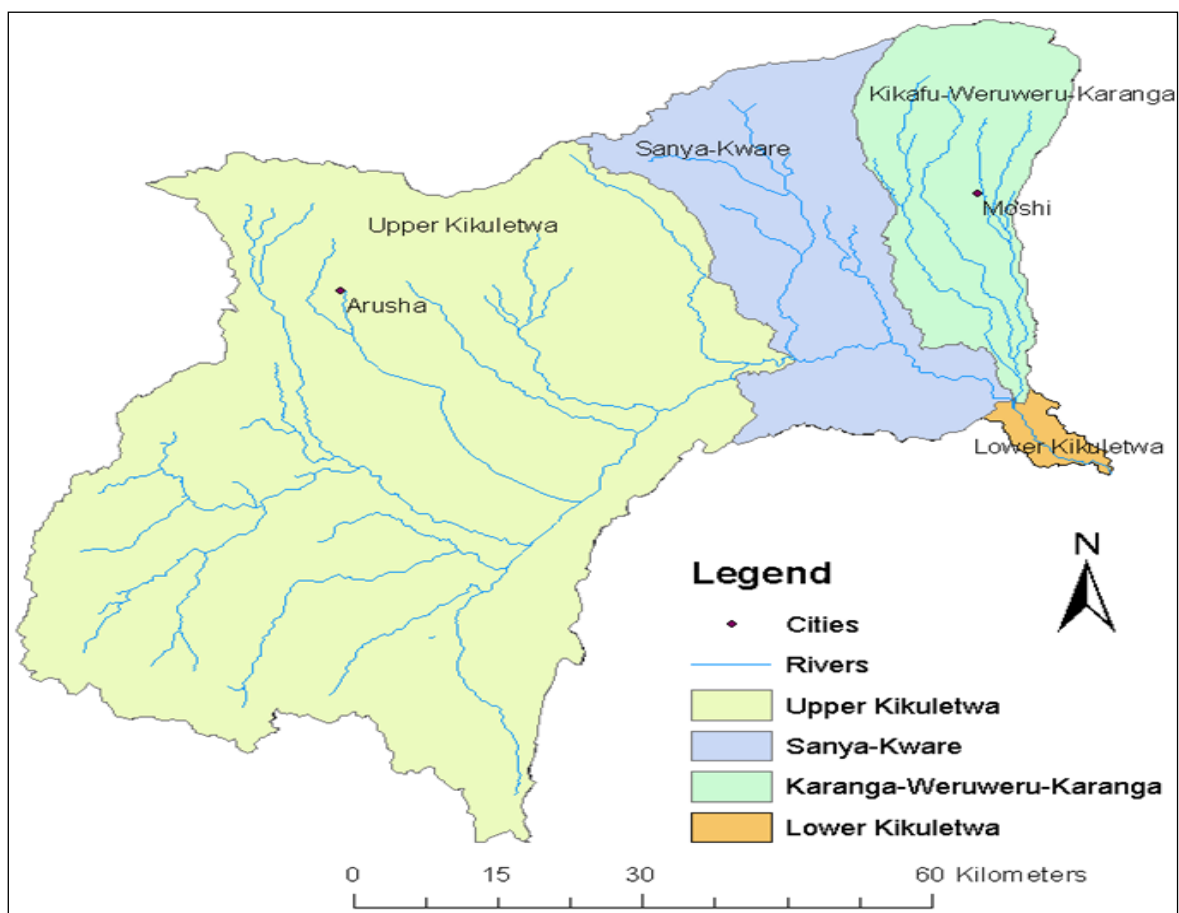 Kikafu-Weruweru-Karanga
Sanya-Kware
Moshi
Upper Kikuletwa
Arusha
Lower Kikuletwa
N
Legend
Cities
Rivers
Upper Kikuletwa
Sanya-Kware
Karanga-Weruweru-Karanga
Lower Kikuletwa
0 15 30 60 Kilometers